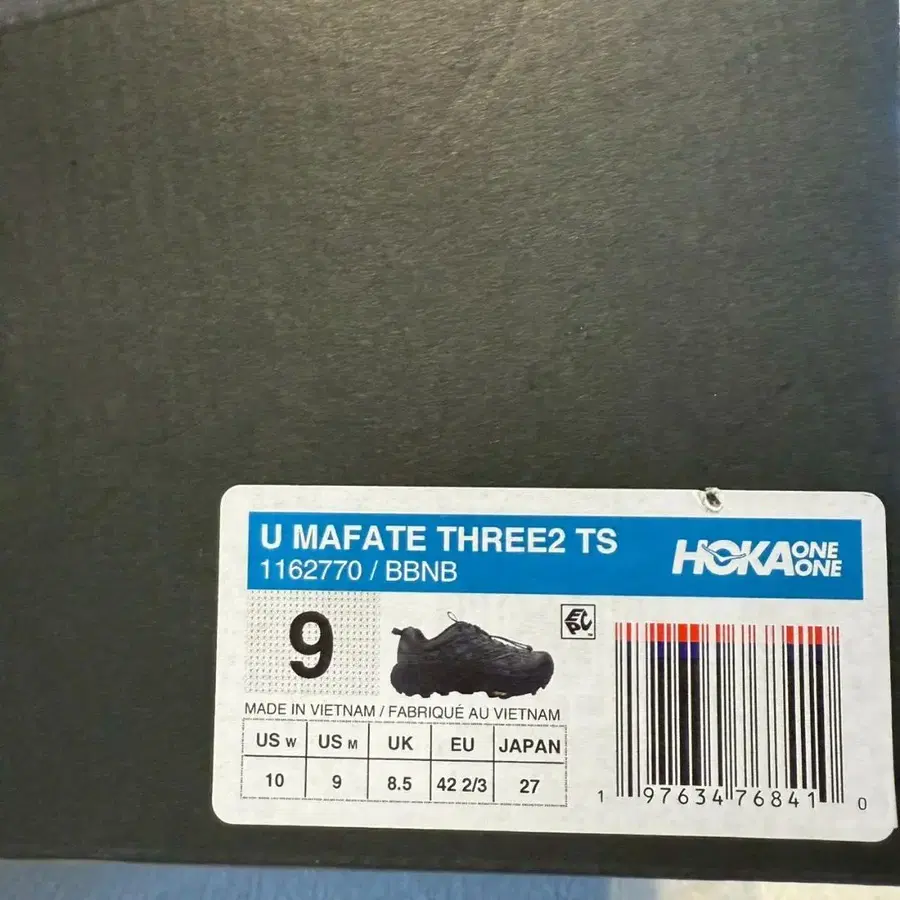 U MAFATE THREE2 TS
1162770 / BBNB
HOKA ONE ONE
9
EPC
MADE IN VIETNAM / FABRIQUÉ AU VIETNAM
US W US M UK EU JAPAN
10 9 8.5 42 2/3 27
1 97634 76841 0